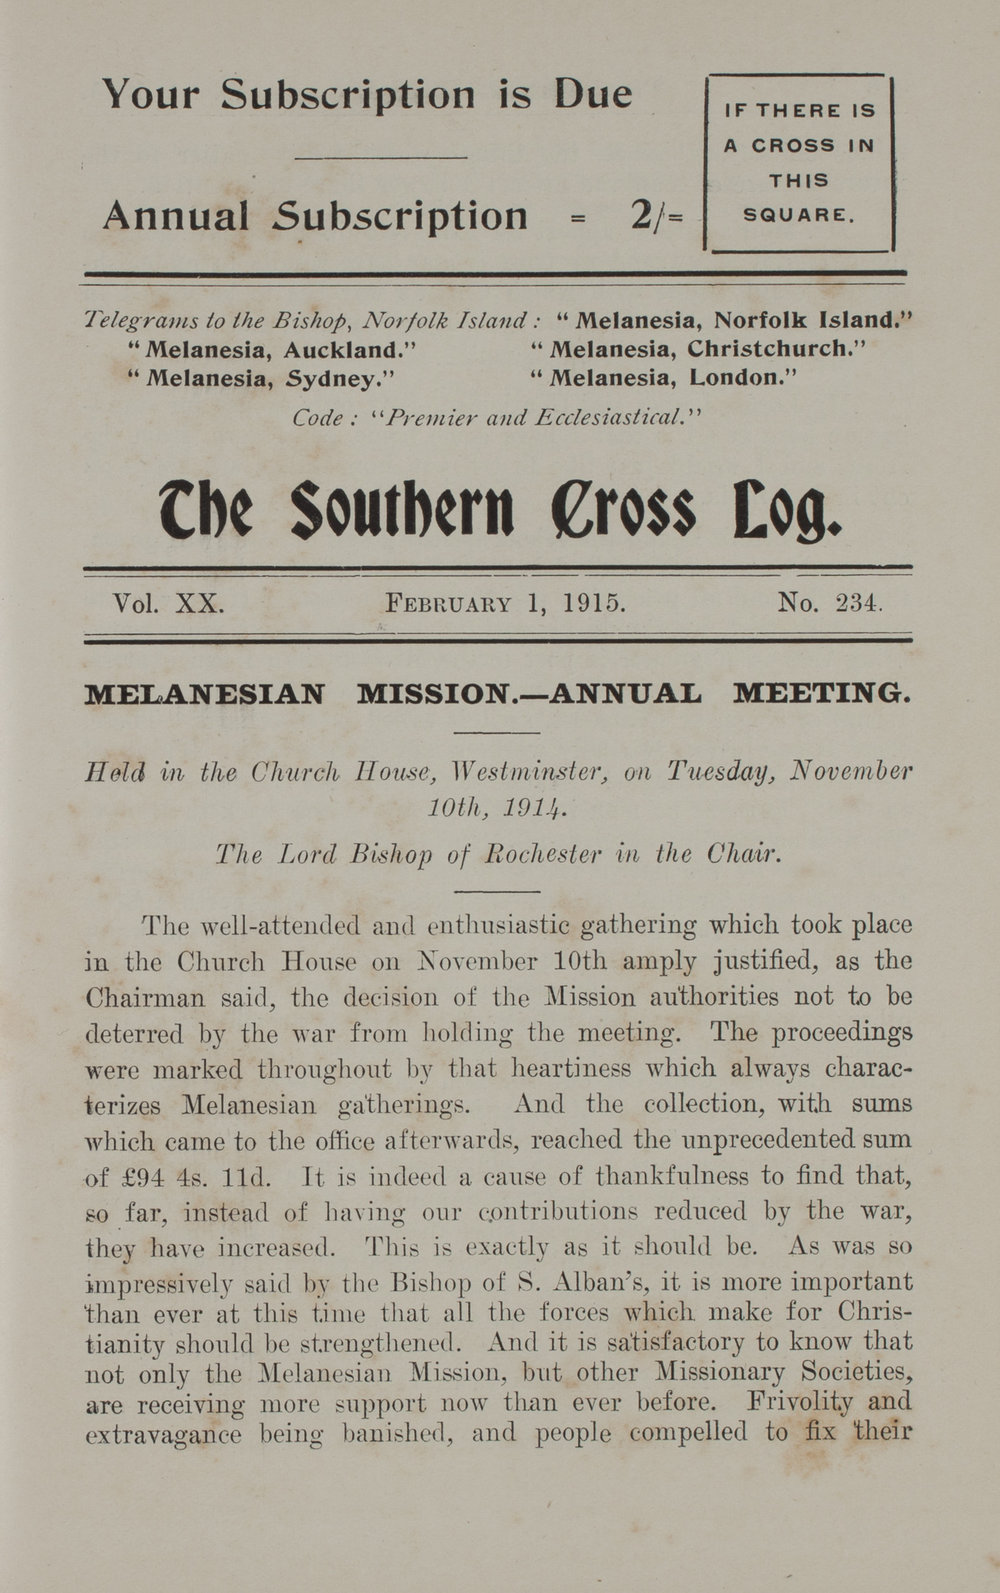 Your Subscription is Due
Annual Subscription = 2/=
IF THERE IS
A CROSS IN
THIS
SQUARE.
Telegrams to the Bishop, Norfolk Island : “ Melanesia, Norfolk Island.”
“ Melanesia, Auckland.” “ Melanesia, Christchurch.”
“ Melanesia, Sydney.” “ Melanesia, London.”
Code : “Premier and Ecclesiastical.”
The Southern Cross Log.
Vol. XX. February 1, 1915. No. 234.
MELANESIAN MISSION.—ANNUAL MEETING.
Held in the Church House, Westminster, on Tuesday, November
10th, 1914.
The Lord Bishop of Rochester in the Chair.
The well-attended and enthusiastic gathering which took place
in the Church House on November 10th amply justified, as the
Chairman said, the decision of the Mission authorities not to be
deterred by the war from holding the meeting. The proceedings
were marked throughout by that heartiness which always charac-
terizes Melanesian gatherings. And the collection, with sums
which came to the office afterwards, reached the unprecedented sum
of £94 4s. 11d. It is indeed a cause of thankfulness to find that,
so far, instead of having our contributions reduced by the war,
they have increased. This is exactly as it should be. As was so
impressively said by the Bishop of S. Alban's, it is more important
than ever at this time that all the forces which make for Chris-
tianity should be strengthened. And it is satisfactory to know that
not only the Melanesian Mission, but other Missionary Societies,
are receiving more support now than ever before. Frivolity and
extravagance being banished, and people compelled to fix their